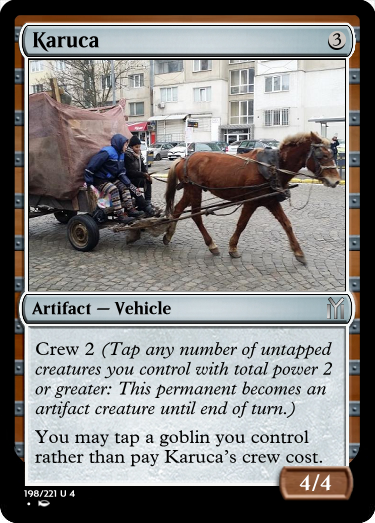 Karuca 3
Artifact — Vehicle
Crew 2 (Tap any number of untapped
creatures you control with total power 2
or greater: This permanent becomes an
artifact creature until end of turn.)
You may tap a goblin you control
rather than pay Karuca's crew cost.
4/4
198/221 U 4